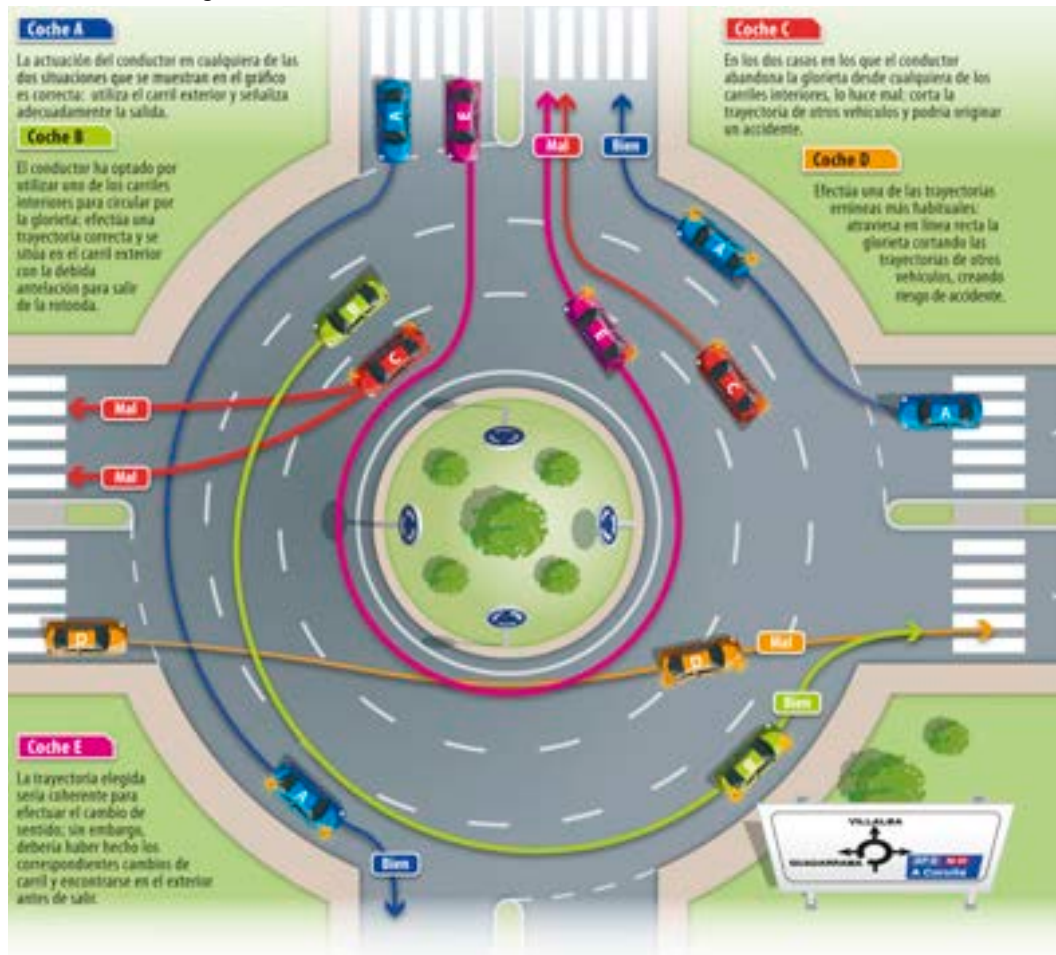 Coche A
La actuación del conductor en cualquiera de las
dos situaciones que se muestran en el gráfico
es correcta: utiliza el carril exterior y señaliza
adecuadamente la salida.
Coche B
El conductor ha optado por
utilizar uno de los carriles
interiores para circular por
la glorieta: efectúa una
trayectoria correcta y se
sitúa en el carril exterior
con la debida
antelación para salir
de la rotonda.
Coche C
En los dos casos en los que el conductor
abandona la glorieta desde cualquiera de los
carriles interiores, lo hace mal: corta la
trayectoria de otros vehículos y podría originar
un accidente.
Coche D
Efectúa una de las trayectorias
erróneas más habituales:
atraviesa en línea recta la
glorieta cortando las
trayectorias de otros
vehículos, creando
riesgo de accidente.
A
E
Mal
Bien
A
B
E
C
C
A
Mal
Mal
D
D
Mal
Bien
A
Bien
Coche E
La trayectoria elegida
sería coherente para
efectuar el cambio de
sentido; sin embargo,
debería haber hecho los
correspondientes cambios de
carril y encontrarse en el exterior
antes de salir.
VILLALBA
GUADARRAMA
AP 6
A Coruña